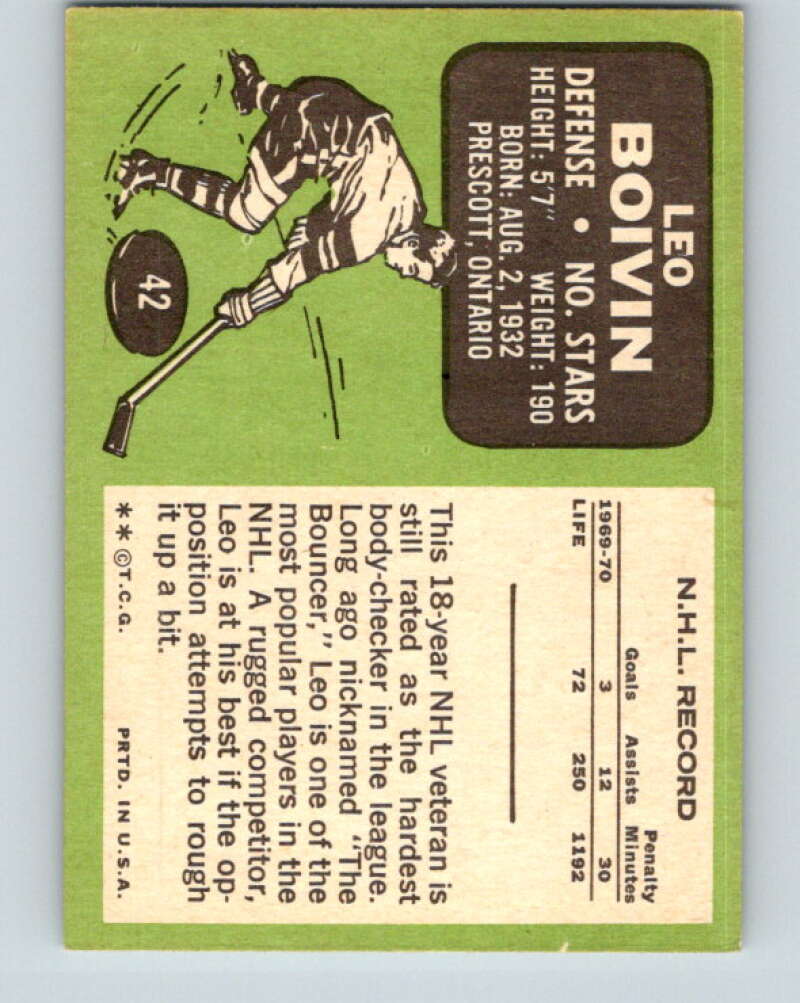 LEO
BOIVIN
DEFENSE • NO. STARS
HEIGHT: 5'7" WEIGHT: 190
BORN: AUG. 2, 1932
PRESCOTT, ONTARIO
42
N.H.L. RECORD
Penalty
Goals Assists Minutes
1969-70 3 12 30
LIFE 72 250 1192
This 18-year NHL veteran is
still rated as the hardest
body-checker in the league.
Long ago nicknamed "The
Bouncer," Leo is one of the
most popular players in the
NHL. A rugged competitor,
Leo is at his best if the op-
position attempts to rough
it up a bit.
** ©T.C.G. PRTD. IN U.S.A.